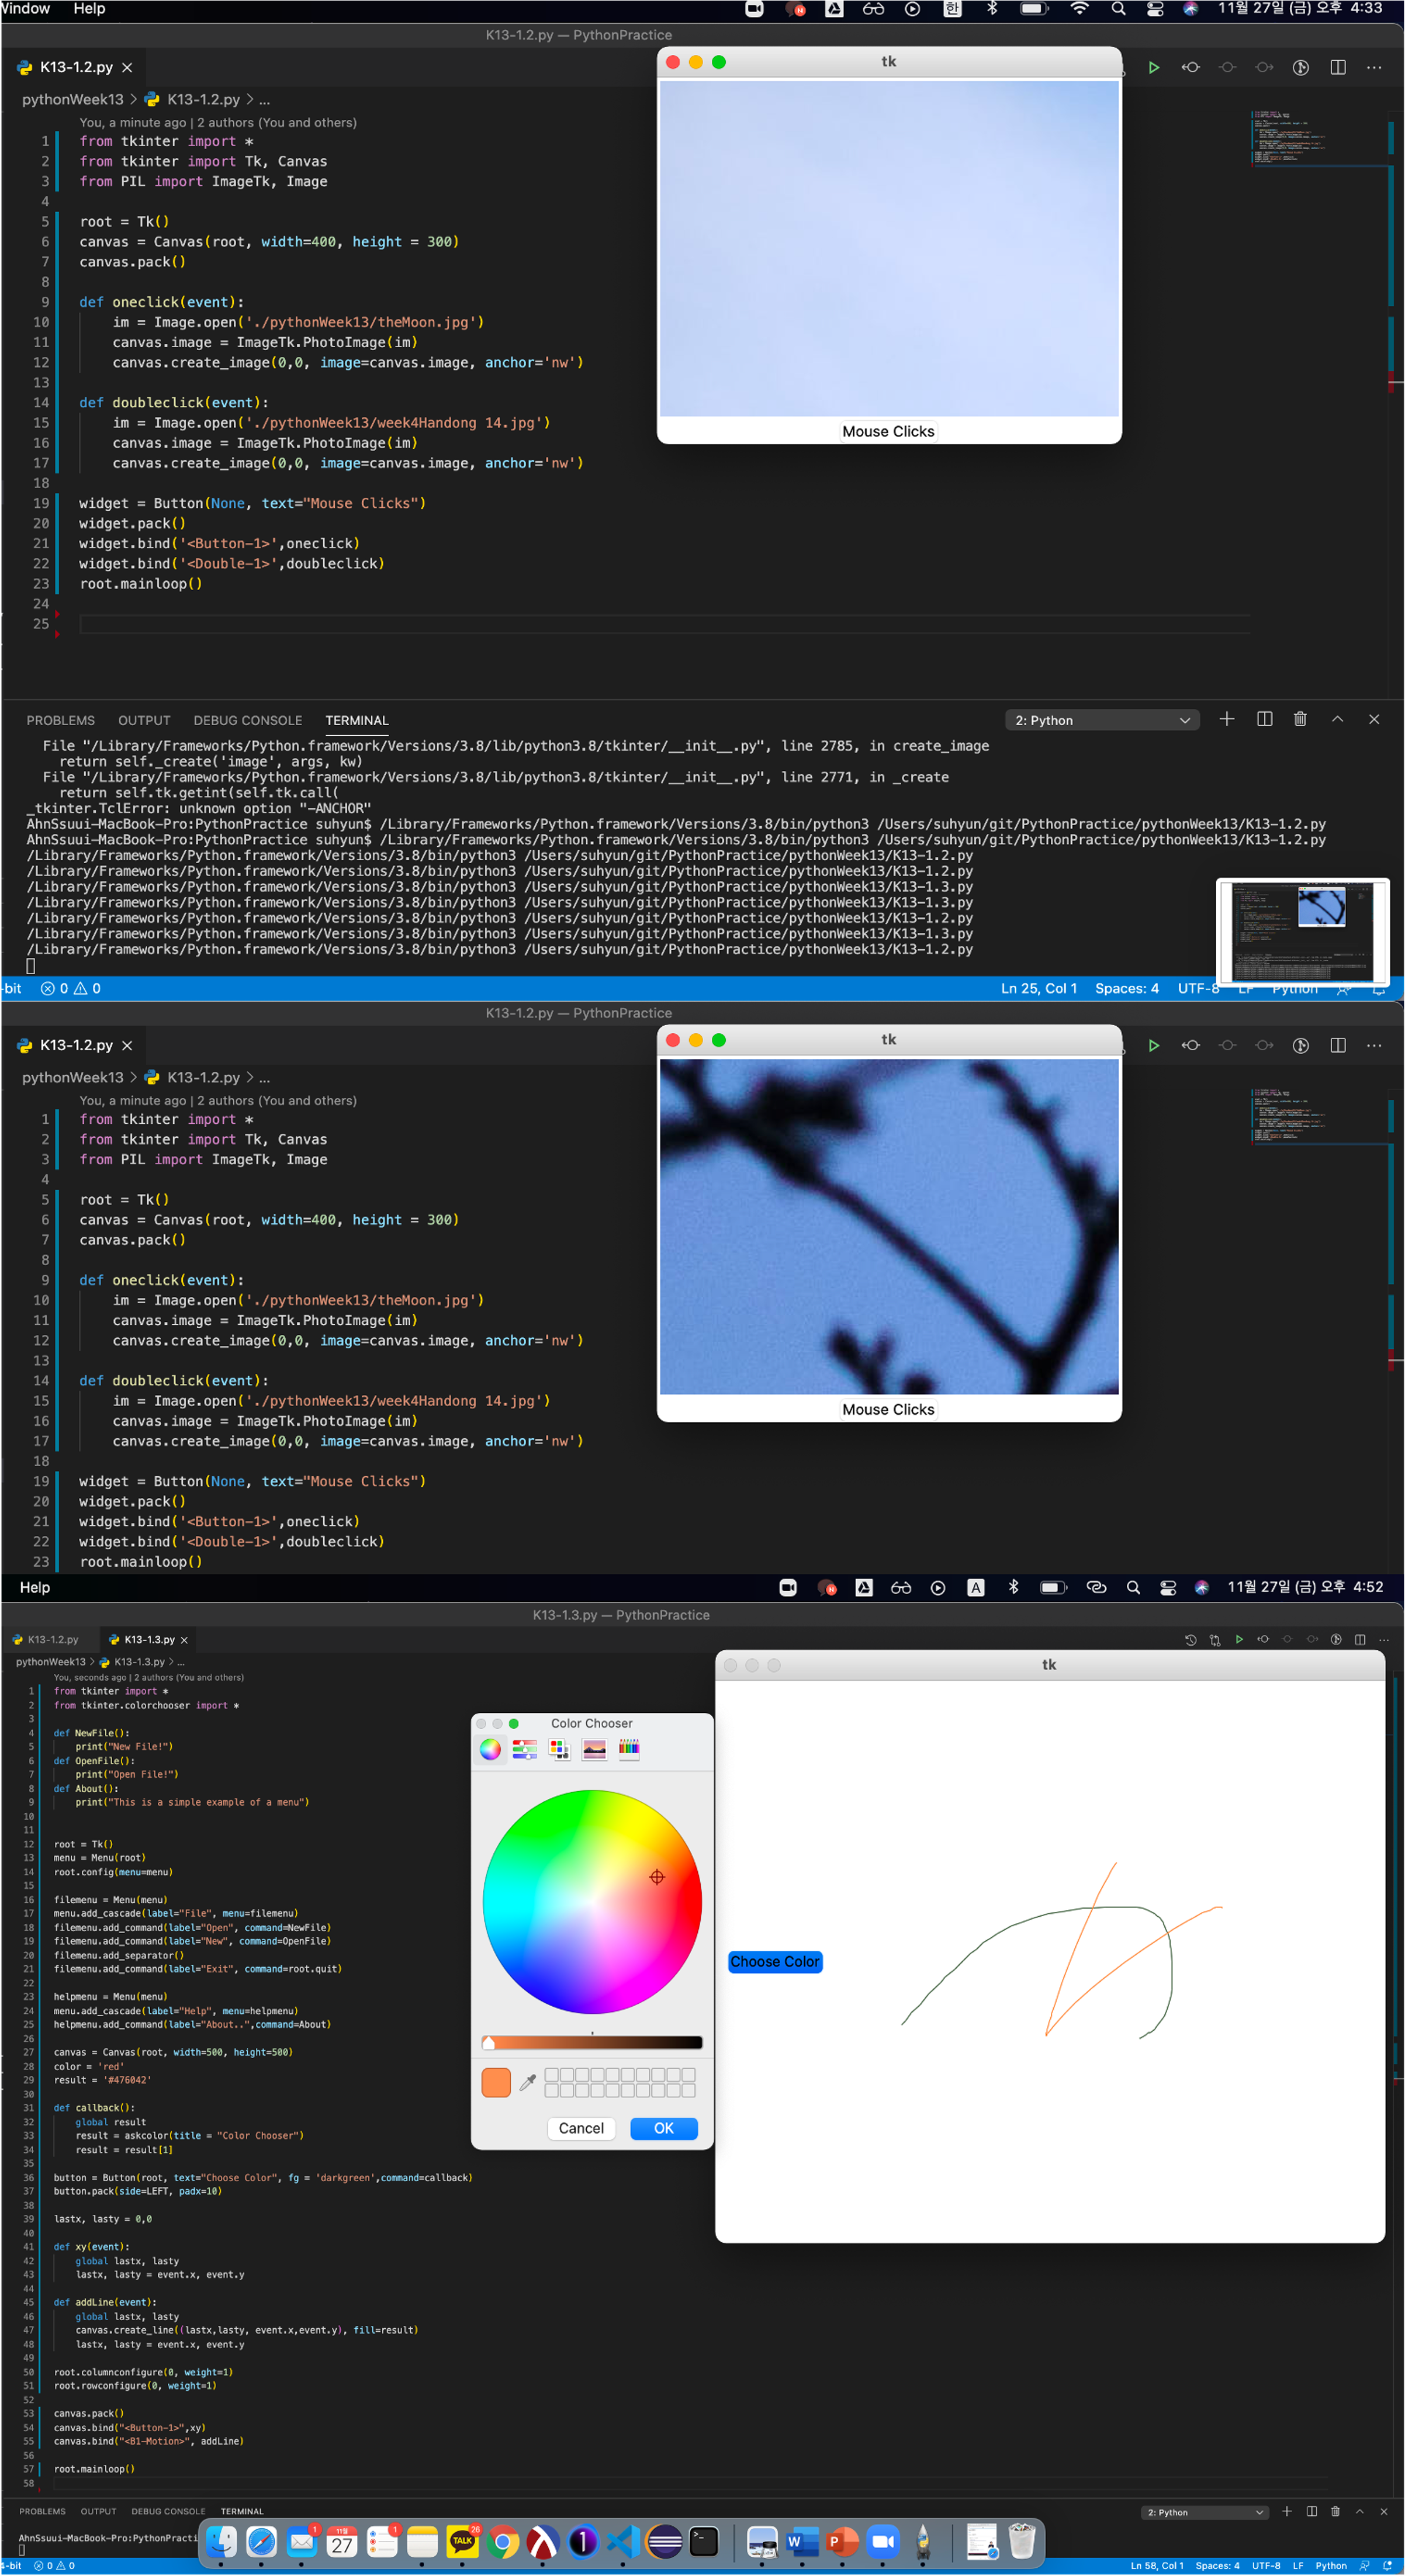 Window Help 한 11월 27일 (금) 오후 4:33
K13-1.2.py — PythonPractice
K13-1.2.py ×
tk
pythonWeek13 > K13-1.2.py > ...
You, a minute ago | 2 authors (You and others)
1 from tkinter import *
2 from tkinter import Tk, Canvas
3 from PIL import ImageTk, Image
4
5 root = Tk()
6 canvas = Canvas(root, width=400, height = 300)
7 canvas.pack()
8
9 def oneclick(event):
10 im = Image.open('./pythonWeek13/theMoon.jpg')
11 canvas.image = ImageTk.PhotoImage(im)
12 canvas.create_image(0,0, image=canvas.image, anchor='nw')
13
14 def doubleclick(event):
15 im = Image.open('./pythonWeek13/week4Handong 14.jpg')
16 canvas.image = ImageTk.PhotoImage(im)
17 canvas.create_image(0,0, image=canvas.image, anchor='nw')
18
19 widget = Button(None, text="Mouse Clicks")
20 widget.pack()
21 widget.bind('<Button-1>',oneclick)
22 widget.bind('<Double-1>',doubleclick)
23 root.mainloop()
24
25
Mouse Clicks
PROBLEMS OUTPUT DEBUG CONSOLE TERMINAL 2: Python
File "/Library/Frameworks/Python.framework/Versions/3.8/lib/python3.8/tkinter/__init__.py", line 2785, in create_image
return self._create('image', args, kw)
File "/Library/Frameworks/Python.framework/Versions/3.8/lib/python3.8/tkinter/__init__.py", line 2771, in _create
return self.tk.getint(self.tk.call(
_tkinter.TclError: unknown option "-ANCHOR"
AhnSsuui-MacBook-Pro:PythonPractice suhyun$ /Library/Frameworks/Python.framework/Versions/3.8/bin/python3 /Users/suhyun/git/PythonPractice/pythonWeek13/K13-1.2.py
AhnSsuui-MacBook-Pro:PythonPractice suhyun$ /Library/Frameworks/Python.framework/Versions/3.8/bin/python3 /Users/suhyun/git/PythonPractice/pythonWeek13/K13-1.2.py
/Library/Frameworks/Python.framework/Versions/3.8/bin/python3 /Users/suhyun/git/PythonPractice/pythonWeek13/K13-1.2.py
/Library/Frameworks/Python.framework/Versions/3.8/bin/python3 /Users/suhyun/git/PythonPractice/pythonWeek13/K13-1.2.py
/Library/Frameworks/Python.framework/Versions/3.8/bin/python3 /Users/suhyun/git/PythonPractice/pythonWeek13/K13-1.3.py
/Library/Frameworks/Python.framework/Versions/3.8/bin/python3 /Users/suhyun/git/PythonPractice/pythonWeek13/K13-1.3.py
/Library/Frameworks/Python.framework/Versions/3.8/bin/python3 /Users/suhyun/git/PythonPractice/pythonWeek13/K13-1.2.py
/Library/Frameworks/Python.framework/Versions/3.8/bin/python3 /Users/suhyun/git/PythonPractice/pythonWeek13/K13-1.3.py
/Library/Frameworks/Python.framework/Versions/3.8/bin/python3 /Users/suhyun/git/PythonPractice/pythonWeek13/K13-1.2.py
-bit 0 0 Ln 25, Col 1 Spaces: 4 UTF-8 LF Python
K13-1.2.py — PythonPractice
K13-1.2.py ×
tk
pythonWeek13 > K13-1.2.py > ...
You, a minute ago | 2 authors (You and others)
1 from tkinter import *
2 from tkinter import Tk, Canvas
3 from PIL import ImageTk, Image
4
5 root = Tk()
6 canvas = Canvas(root, width=400, height = 300)
7 canvas.pack()
8
9 def oneclick(event):
10 im = Image.open('./pythonWeek13/theMoon.jpg')
11 canvas.image = ImageTk.PhotoImage(im)
12 canvas.create_image(0,0, image=canvas.image, anchor='nw')
13
14 def doubleclick(event):
15 im = Image.open('./pythonWeek13/week4Handong 14.jpg')
16 canvas.image = ImageTk.PhotoImage(im)
17 canvas.create_image(0,0, image=canvas.image, anchor='nw')
18
19 widget = Button(None, text="Mouse Clicks")
20 widget.pack()
21 widget.bind('<Button-1>',oneclick)
22 widget.bind('<Double-1>',doubleclick)
23 root.mainloop()
Mouse Clicks
Help A 11월 27일 (금) 오후 4:52
K13-1.3.py — PythonPractice
K13-1.2.py K13-1.3.py ×
pythonWeek13 > K13-1.3.py > ...
You, seconds ago | 2 authors (You and others)
1 from tkinter import *
2 from tkinter.colorchooser import *
3
4 def NewFile():
5 print("New File!")
6 def OpenFile():
7 print("Open File!")
8 def About():
9 print("This is a simple example of a menu")
10
11
12 root = Tk()
13 menu = Menu(root)
14 root.config(menu=menu)
15
16 filemenu = Menu(menu)
17 menu.add_cascade(label="File", menu=filemenu)
18 filemenu.add_command(label="Open", command=NewFile)
19 filemenu.add_command(label="New", command=OpenFile)
20 filemenu.add_separator()
21 filemenu.add_command(label="Exit", command=root.quit)
22
23 helpmenu = Menu(menu)
24 menu.add_cascade(label="Help", menu=helpmenu)
25 helpmenu.add_command(label="About..",command=About)
26
27 canvas = Canvas(root, width=500, height=500)
28 color = 'red'
29 result = '#476042'
30
31 def callback():
32 global result
33 result = askcolor(title = "Color Chooser")
34 result = result[1]
35
36 button = Button(root, text="Choose Color", fg = 'darkgreen',command=callback)
37 button.pack(side=LEFT, padx=10)
38
39 lastx, lasty = 0,0
40
41 def xy(event):
42 global lastx, lasty
43 lastx, lasty = event.x, event.y
44
45 def addLine(event):
46 global lastx, lasty
47 canvas.create_line((lastx,lasty, event.x,event.y), fill=result)
48 lastx, lasty = event.x, event.y
49
50 root.columnconfigure(0, weight=1)
51 root.rowconfigure(0, weight=1)
52
53 canvas.pack()
54 canvas.bind("<Button-1>",xy)
55 canvas.bind("<B1-Motion>", addLine)
56
57 root.mainloop()
58
Color Chooser
Cancel OK
tk
Choose Color
PROBLEMS OUTPUT DEBUG CONSOLE TERMINAL 2: Python
AhnSsuui-MacBook-Pro:PythonPracti
1 11월 27 1 TALK 26 1 W P
4-bit 0 0 Ln 58, Col 1 Spaces: 4 UTF-8 LF Python